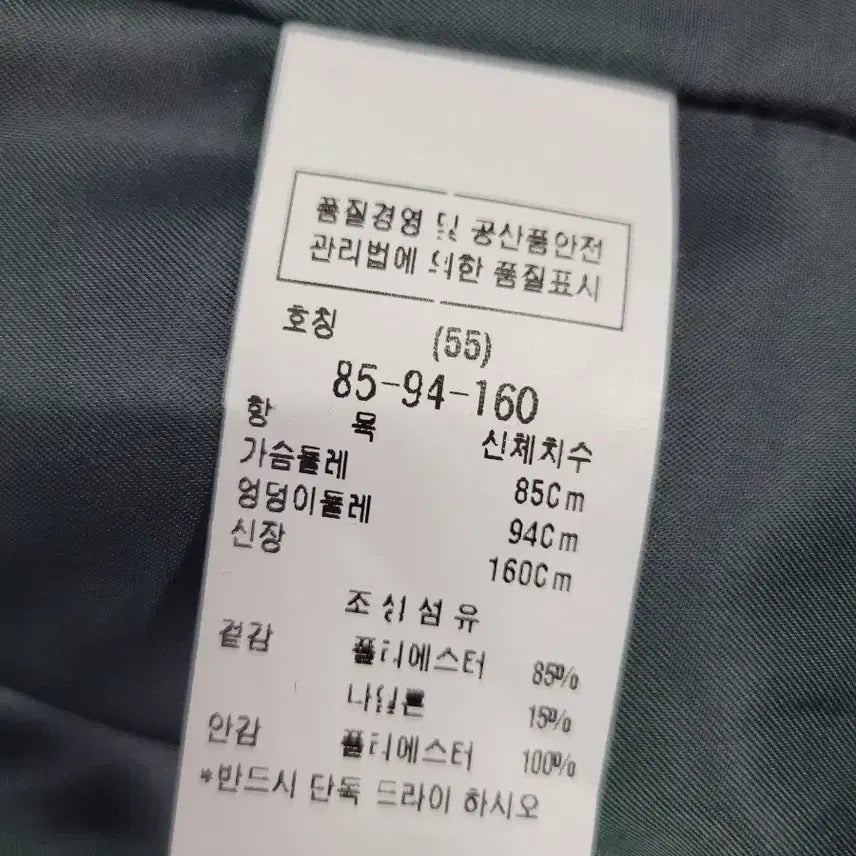 품질경영 및 공산품안전
관리법에 의한 품질표시
호칭 (55)
85-94-160
항 목 신체치수
가슴둘레 85Cm
엉덩이둘레 94Cm
신장 160Cm
조성섬유
겉감 폴리에스터 85%
나일론 15%
안감 폴리에스터 100%
*반드시 단독 드라이 하시오